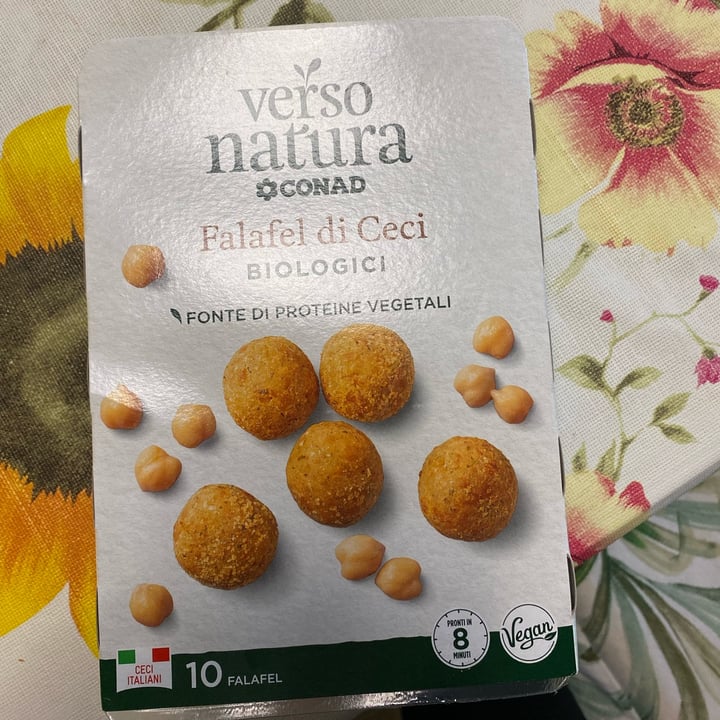 verso
natura
CONAD
Falafel di Ceci
BIOLOGICI
FONTE DI PROTEINE VEGETALI
PRONTI IN
8
MINUTI
Vegan
CECI
ITALIANI
10 FALAFEL